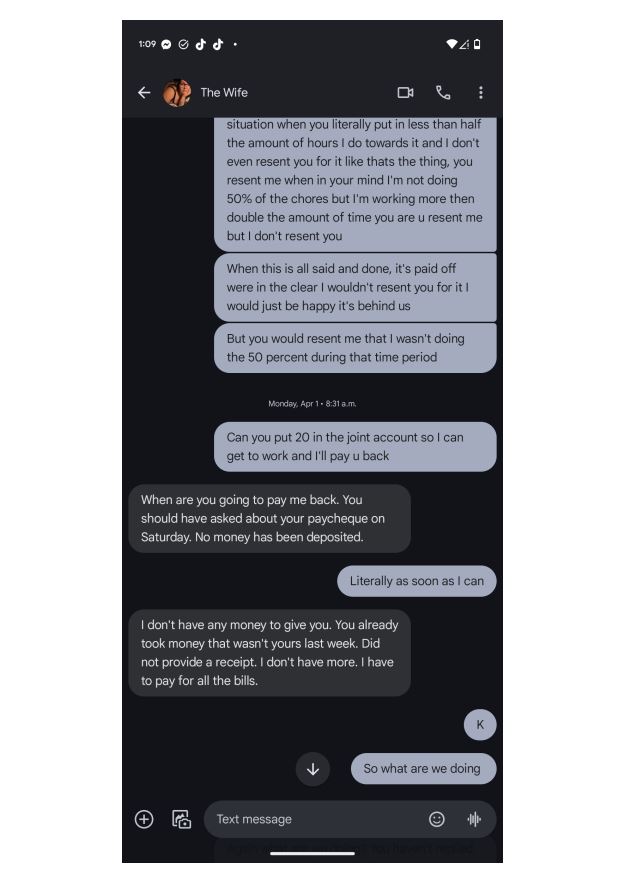 1:09
The Wife
situation when you literally put in less than half
the amount of hours I do towards it and I don't
even resent you for it like thats the thing, you
resent me when in your mind I'm not doing
50% of the chores but I'm working more then
double the amount of time you are u resent me
but I don't resent you
When this is all said and done, it's paid off
were in the clear I wouldn't resent you for it I
would just be happy it's behind us
But you would resent me that I wasn't doing
the 50 percent during that time period
Monday, Apr 1 • 8:31 a.m.
Can you put 20 in the joint account so I can
get to work and I'll pay u back
When are you going to pay me back. You
should have asked about your paycheque on
Saturday. No money has been deposited.
Literally as soon as I can
I don't have any money to give you. You already
took money that wasn't yours last week. Did
not provide a receipt. I don't have more. I have
to pay for all the bills.
K
So what are we doing
Text message